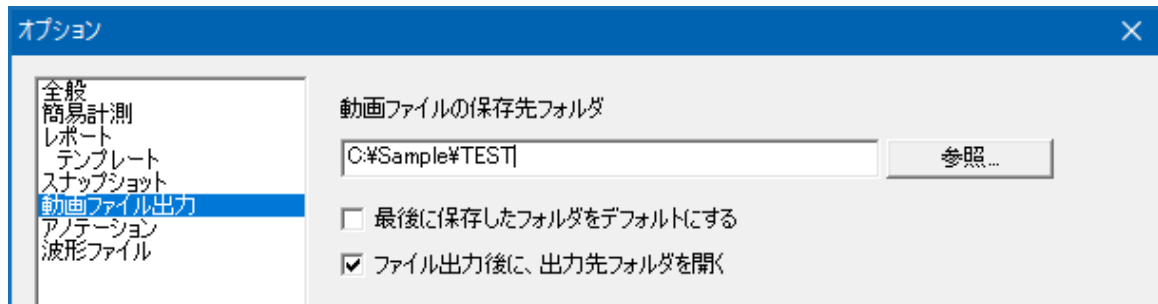 オプション
全般
簡易計測
レポート
テンプレート
スナップショット
動画ファイル出力
アノテーション
波形ファイル
動画ファイルの保存先フォルダ
C:¥Sample¥TEST
参照...
最後に保存したフォルダをデフォルトにする
ファイル出力後に、出力先フォルダを開く